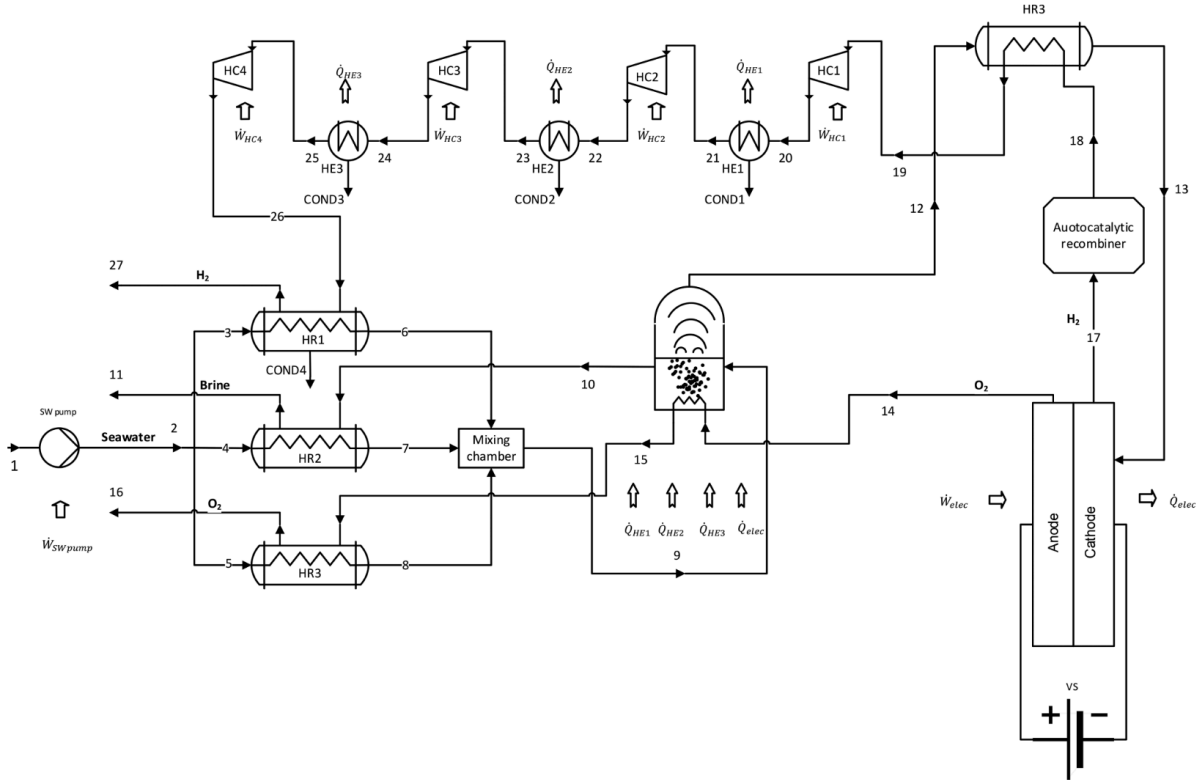 HR3
HC4
Q̇HE3
HC3
Q̇HE2
HC2
Q̇HE1
HC1
ẆHC4
ẆHC3
ẆHC2
ẆHC1
25
24
23
22
21
20
HE3
HE2
HE1
19
18
13
COND3
COND2
COND1
12
26
Auotocatalytic
recombiner
27
H2
H2
3
HR1
6
17
COND4
11
Brine
10
O2
14
SW pump
Seawater
2
1
4
HR2
7
Mixing
chamber
15
16
O2
ẆSW pump
Q̇HE1
Q̇HE2
Q̇HE3
Q̇elec
Ẇelec
Q̇elec
Anode
Cathode
9
5
HR3
8
VS
+
−